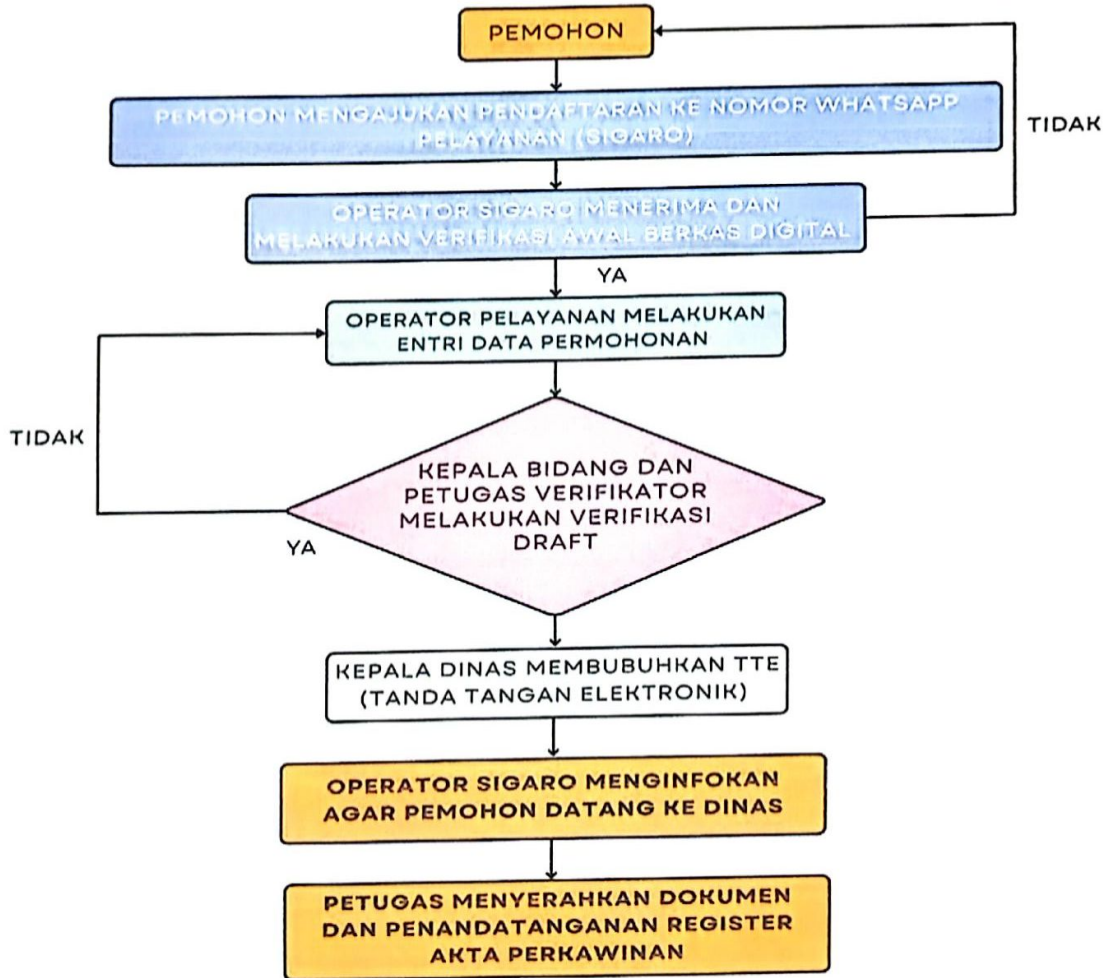 PEMOHON
PEMOHON MENGAJUKAN PENDAFTARAN KE NOMOR WHATSAPP
PELAYANAN (SIGARO)
TIDAK
OPERATOR SIGARO MENERIMA DAN
MELAKUKAN VERIFIKASI AWAL BERKAS DIGITAL
YA
OPERATOR PELAYANAN MELAKUKAN
ENTRI DATA PERMOHONAN
TIDAK
KEPALA BIDANG DAN
PETUGAS VERIFIKATOR
MELAKUKAN VERIFIKASI
DRAFT
YA
KEPALA DINAS MEMBUBUHKAN TTE
(TANDA TANGAN ELEKTRONIK)
OPERATOR SIGARO MENGINFOKAN
AGAR PEMOHON DATANG KE DINAS
PETUGAS MENYERAHKAN DOKUMEN
DAN PENANDATANGANAN REGISTER
AKTA PERKAWINAN